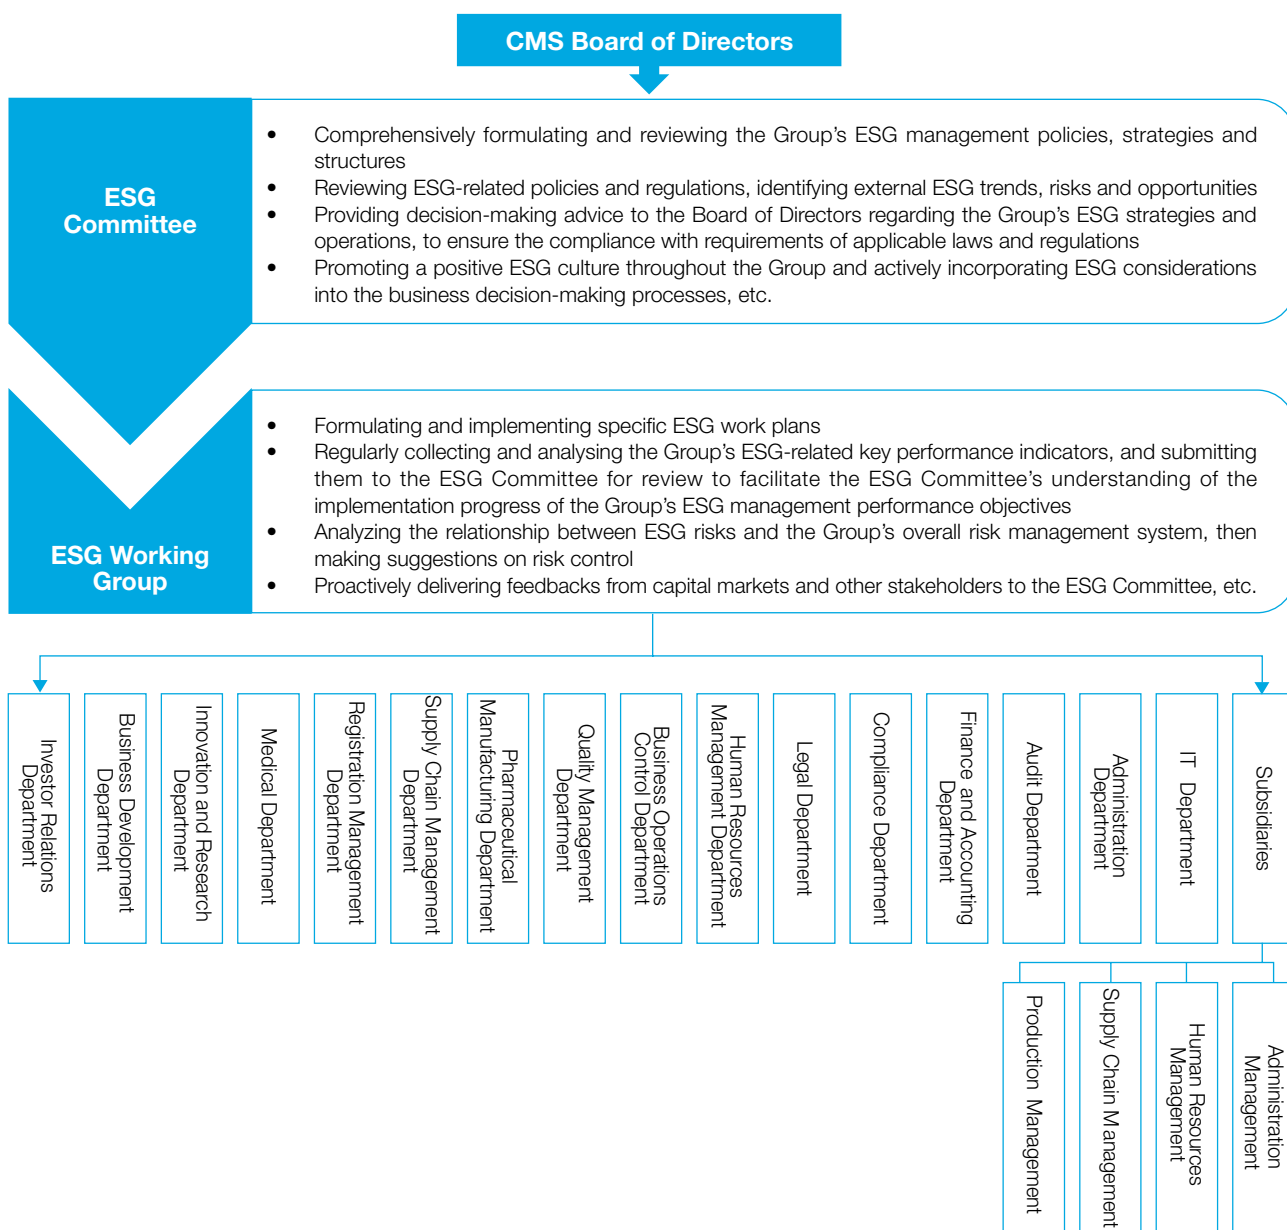 CMS Board of Directors
ESG
Committee
• Comprehensively formulating and reviewing the Group’s ESG management policies, strategies and
structures
• Reviewing ESG-related policies and regulations, identifying external ESG trends, risks and opportunities
• Providing decision-making advice to the Board of Directors regarding the Group’s ESG strategies and
operations, to ensure the compliance with requirements of applicable laws and regulations
• Promoting a positive ESG culture throughout the Group and actively incorporating ESG considerations
into the business decision-making processes, etc.
ESG Working
Group
• Formulating and implementing specific ESG work plans
• Regularly collecting and analysing the Group’s ESG-related key performance indicators, and submitting
them to the ESG Committee for review to facilitate the ESG Committee’s understanding of the
implementation progress of the Group’s ESG management performance objectives
• Analyzing the relationship between ESG risks and the Group’s overall risk management system, then
making suggestions on risk control
• Proactively delivering feedbacks from capital markets and other stakeholders to the ESG Committee, etc.
Investor Relations
Department
Business Development
Department
Innovation and Research
Department
Medical Department
Registration Management
Department
Supply Chain Management
Department
Pharmaceutical
Manufacturing Department
Quality Management
Department
Business Operations
Control Department
Human Resources
Management Department
Legal Department
Compliance Department
Finance and Accounting
Department
Audit Department
Administration
Department
IT Department
Subsidiaries
Production Management
Supply Chain Management
Human Resources
Management
Administration
Management